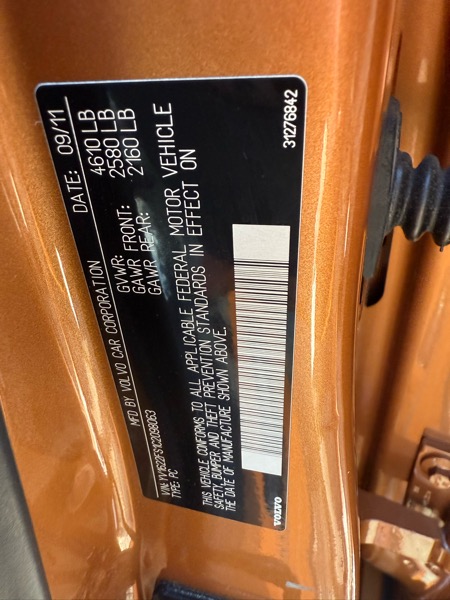 MFD BY VOLVO CAR CORPORATION DATE: 09/11
GVWR: 4610 LB
GAWR FRONT: 2580 LB
GAWR REAR: 2160 LB
TYPE: PC
THIS VEHICLE CONFORMS TO ALL APPLICABLE FEDERAL MOTOR VEHICLE
SAFETY, BUMPER AND THEFT PREVENTION STANDARDS IN EFFECT ON
THE DATE OF MANUFACTURE SHOWN ABOVE.
VOLVO 31276842